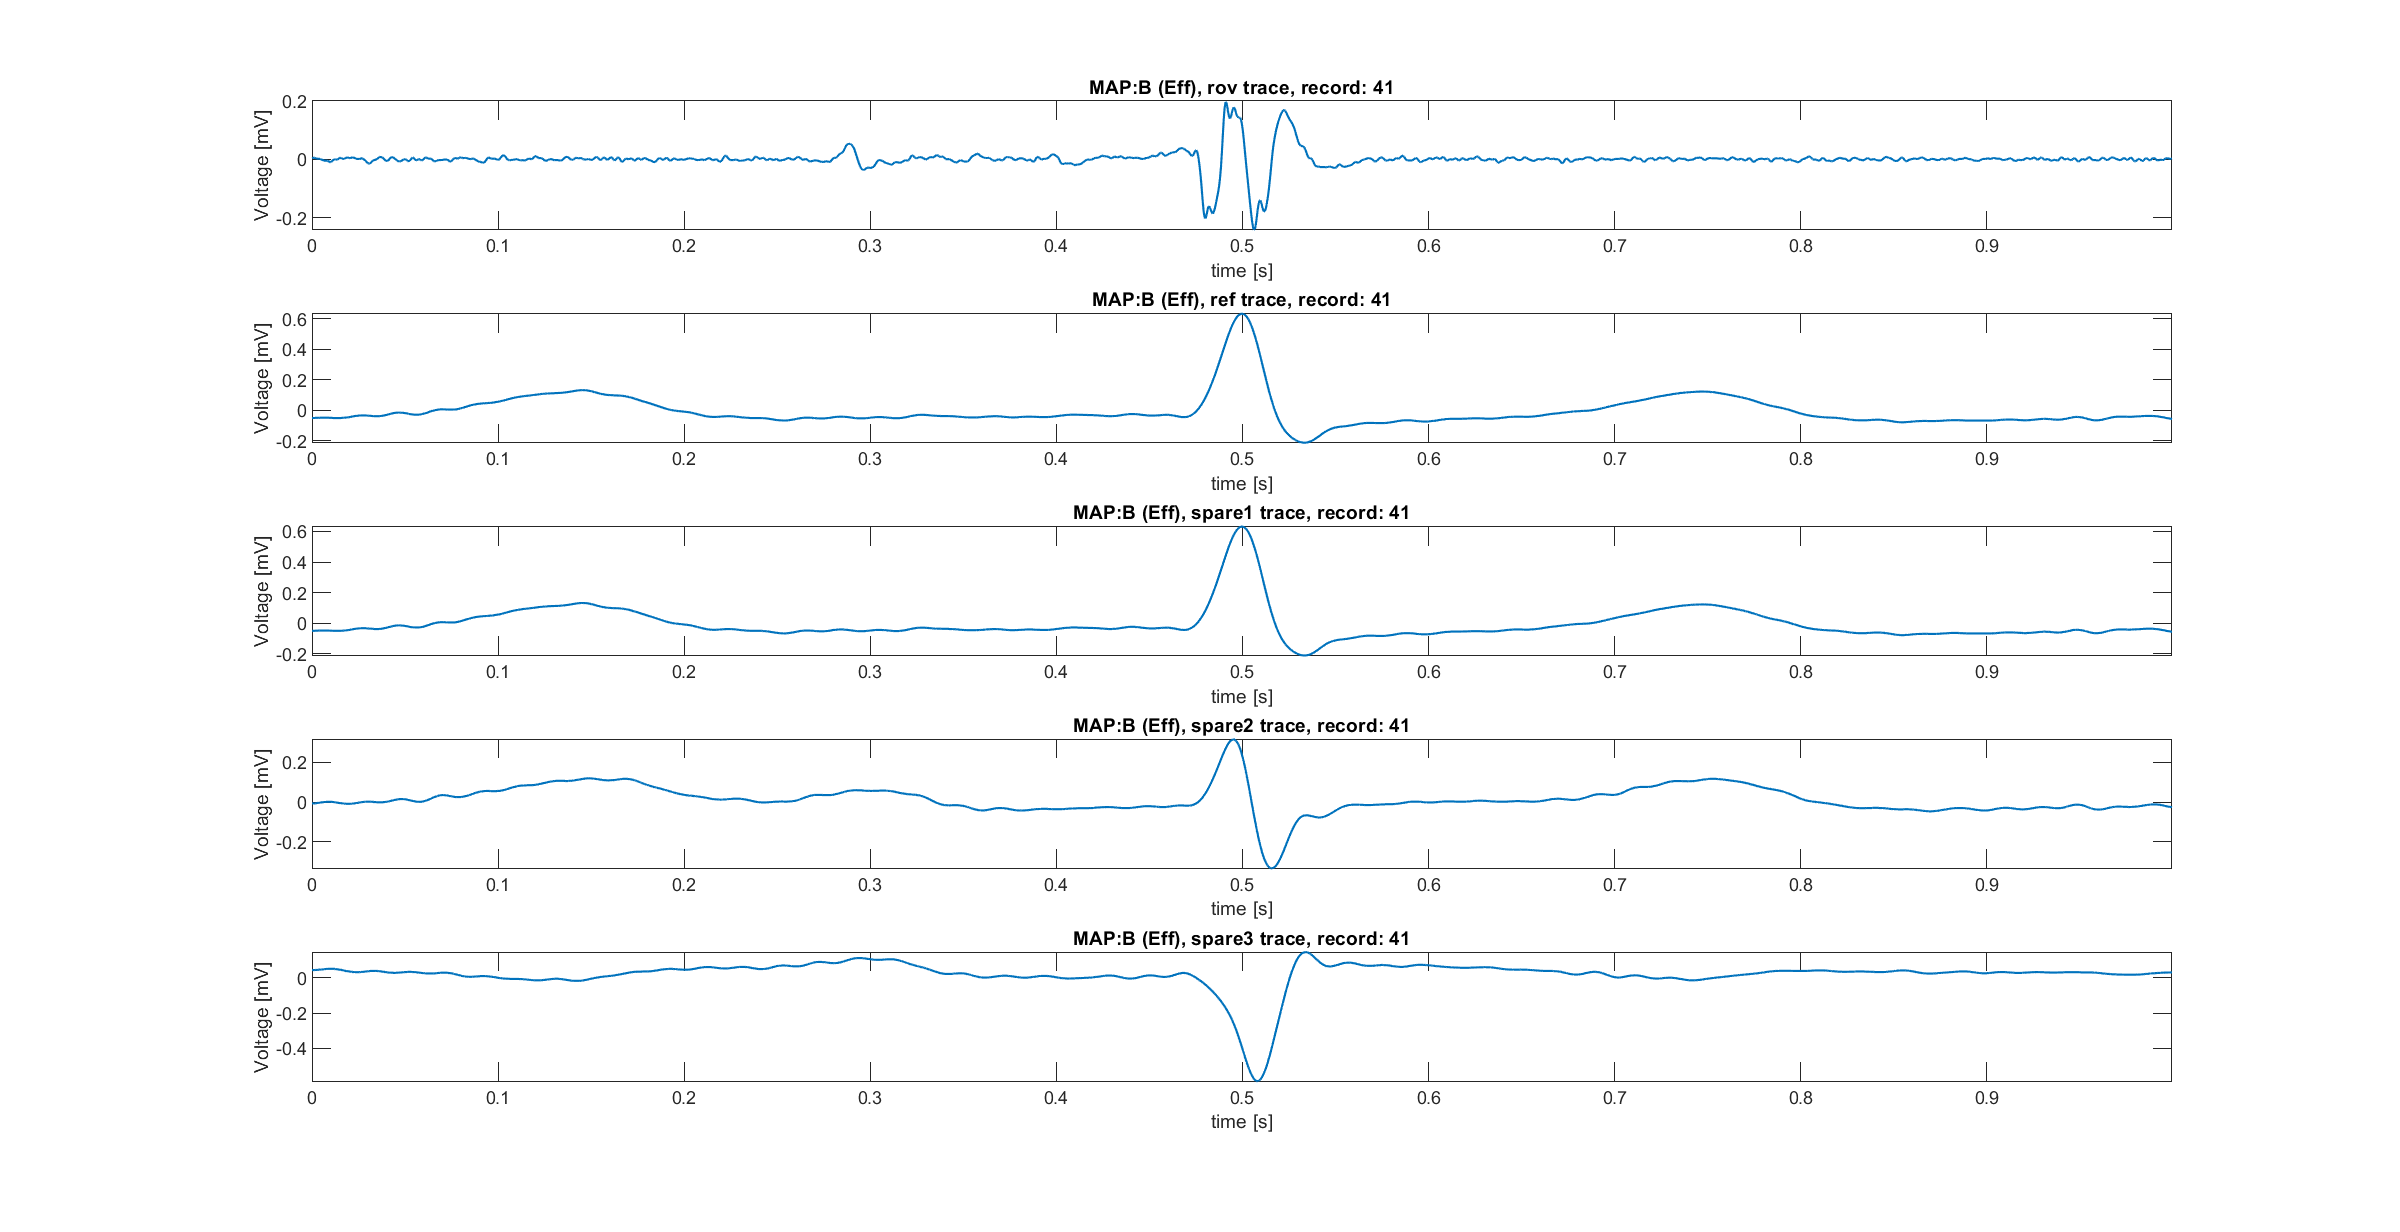 MAP:B (Eff), rov trace, record: 41
Voltage [mV]
0.2
0
-0.2
0 0.1 0.2 0.3 0.4 0.5 0.6 0.7 0.8 0.9
time [s]
MAP:B (Eff), ref trace, record: 41
Voltage [mV]
0.6
0.4
0.2
0
-0.2
0 0.1 0.2 0.3 0.4 0.5 0.6 0.7 0.8 0.9
time [s]
MAP:B (Eff), spare1 trace, record: 41
Voltage [mV]
0.6
0.4
0.2
0
-0.2
0 0.1 0.2 0.3 0.4 0.5 0.6 0.7 0.8 0.9
time [s]
MAP:B (Eff), spare2 trace, record: 41
Voltage [mV]
0.2
0
-0.2
0 0.1 0.2 0.3 0.4 0.5 0.6 0.7 0.8 0.9
time [s]
MAP:B (Eff), spare3 trace, record: 41
Voltage [mV]
0
-0.2
-0.4
0 0.1 0.2 0.3 0.4 0.5 0.6 0.7 0.8 0.9
time [s]